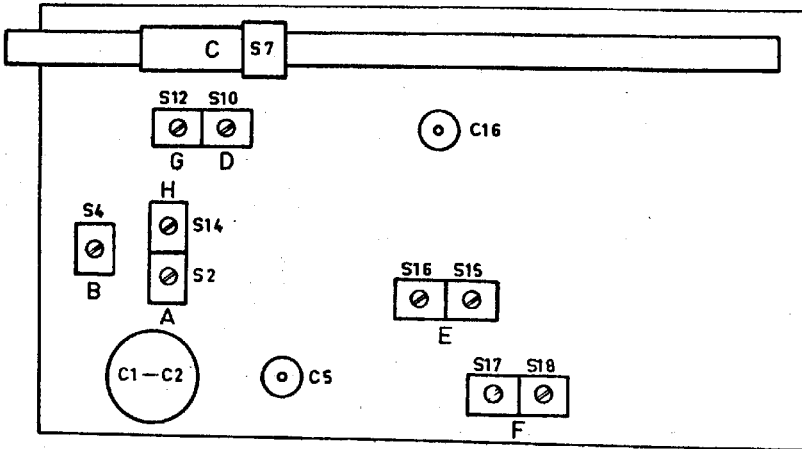 C S7
S12 S10
C16
G D
H
S4
S14
S2
B
A
S16 S15
E
C1—C2
C5
S17 S18
F